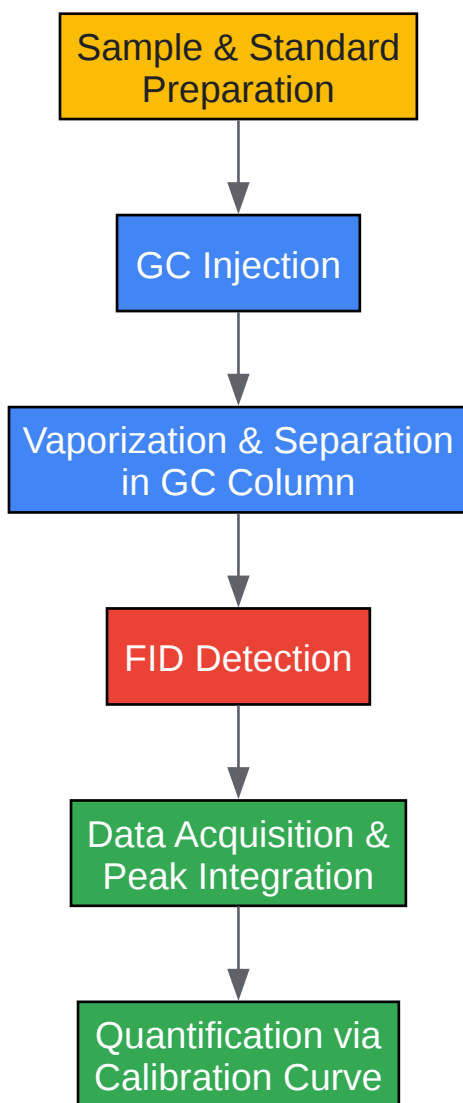 Sample & Standard
Preparation
GC Injection
Vaporization & Separation
in GC Column
FID Detection
Data Acquisition &
Peak Integration
Quantification via
Calibration Curve